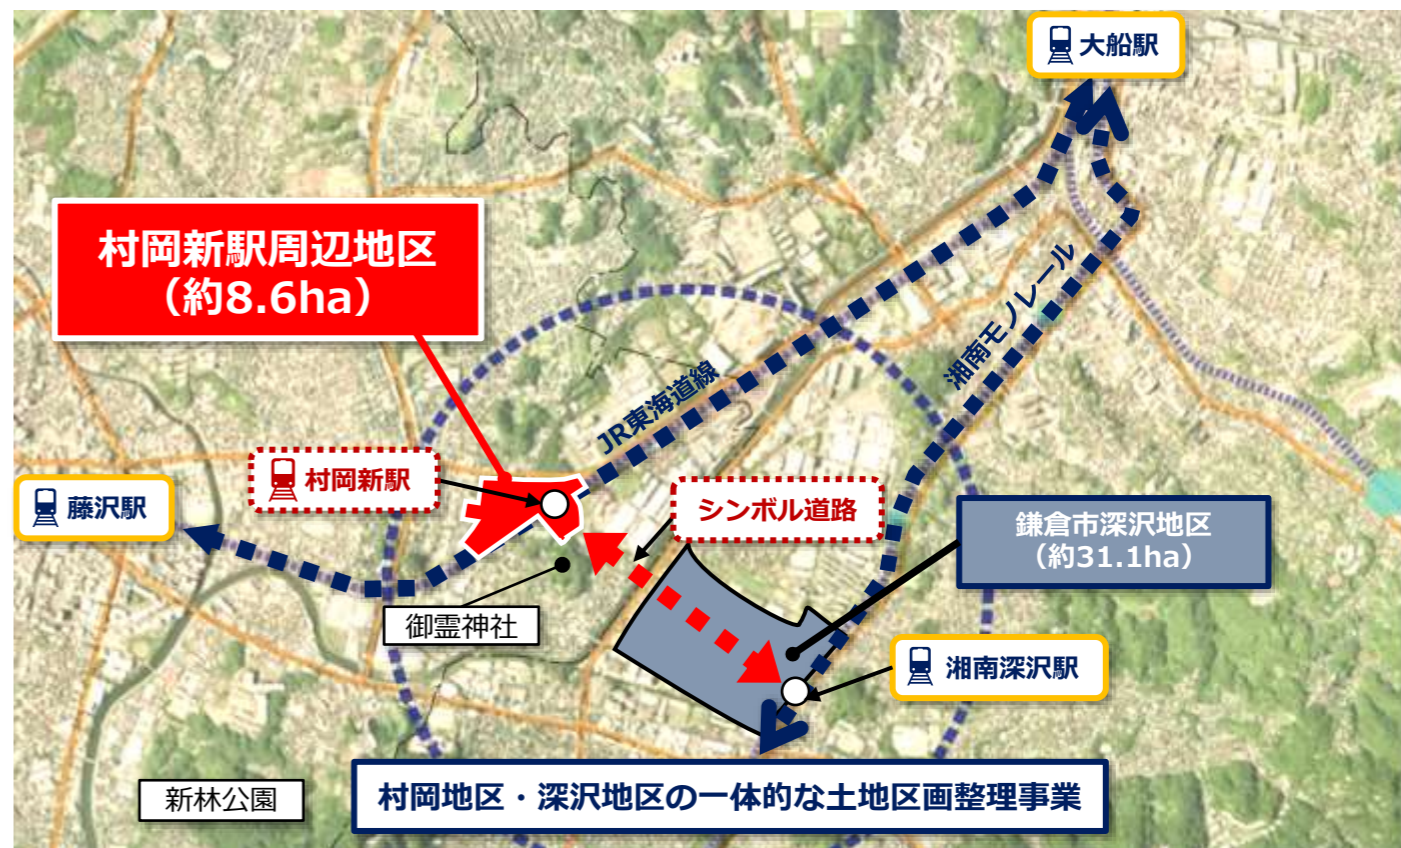 大船駅
村岡新駅周辺地区
（約8.6ha）
湘南モノレール
JR東海道線
村岡新駅
藤沢駅
シンボル道路
鎌倉市深沢地区
（約31.1ha）
御霊神社
湘南深沢駅
新林公園
村岡地区・深沢地区の一体的な土地区画整理事業